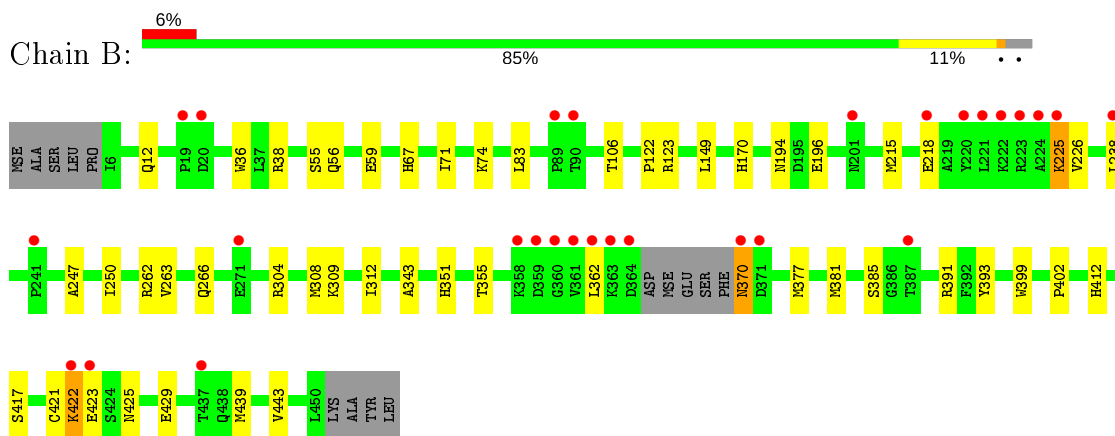 6%
Chain B:
85% 11% • •
MSE ALA SER LEU PRO I6 Q12 P19 D20 W36 L37 R38 S55 Q56 E59 H67 I71 K74 L83 P89 T90 T106 P122 R123 L149 H170 N194 D195 E196 N201 M215 E218 A219 Y220 L221 K222 R223 A224 K225 V226
P241 A247 I250 R262 V263 Q266 E271 R304 M308 K309 I312 A343 H351 T355 K358 D359 G360 V361 L362 K363 D364 ASP MSE GLU SER PHE N370 D371 M377 M381 S385 G386 T387 R391 F392 Y393 W399 P402 H412
S417 C421 K422 E423 S424 N425 E429 T437 Q438 M439 V443 L450 LYS ALA TYR LEU